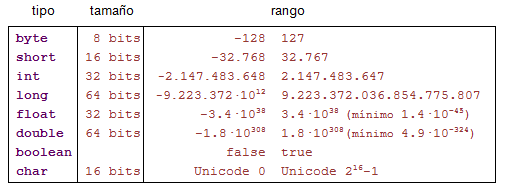 tipo tamaño rango
byte 8 bits -128 127
short 16 bits -32.768 32.767
int 32 bits -2.147.483.648 2.147.483.647
long 64 bits -9.223.372·10¹² 9.223.372.036.854.775.807
float 32 bits -3.4·10³⁸ 3.4·10³⁸ (mínimo 1.4·10⁻⁴⁵)
double 64 bits -1.8·10³⁰⁸ 1.8·10³⁰⁸ (mínimo 4.9·10⁻³²⁴)
boolean false true
char 16 bits Unicode 0 Unicode 2¹⁶-1